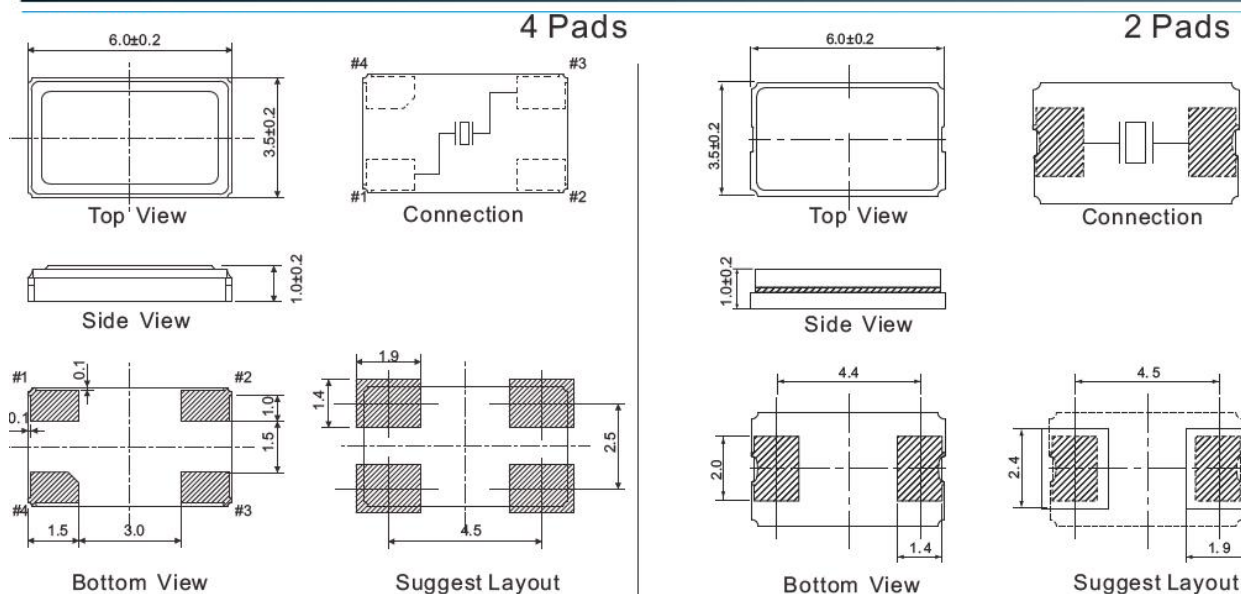 4 Pads
6.0±0.2
3.5±0.2
Top View
#4
#3
#1
#2
Connection
1.0±0.2
Side View
#1
#2
#4
#3
0.1
0.1
1.0
1.5
1.5
3.0
Bottom View
1.9
1.4
2.5
4.5
Suggest Layout
2 Pads
6.0±0.2
3.5±0.2
Top View
Connection
1.0±0.2
Side View
4.4
2.0
1.4
Bottom View
4.5
2.4
1.9
Suggest Layout